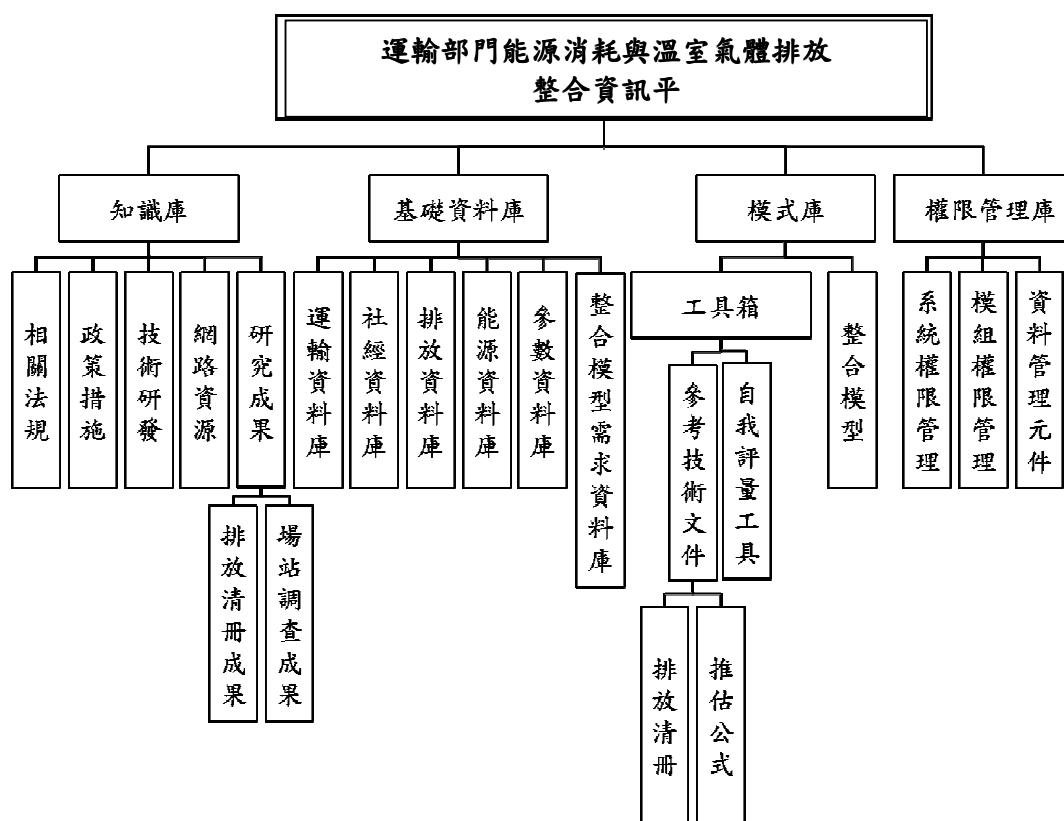 運輸部門能源消耗與溫室氣體排放
整合資訊平
知識庫
基礎資料庫
模式庫
權限管理庫
相關法規
政策措施
技術研發
網路資源
研究成果
運輸資料庫
社經資料庫
排放資料庫
能源資料庫
參數資料庫
整合模型需求資料庫
工具箱
整合模型
系統權限管理
模組權限管理
資料管理元件
排放清冊成果
場站調查成果
參考技術文件
自我評量工具
排放清冊
推估公式